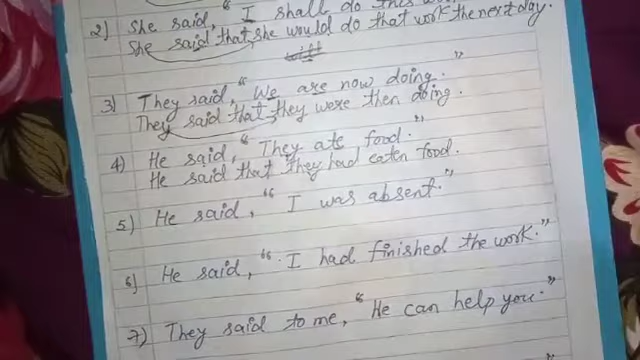 2) She said, "I shall do this
She said that she would do that work the next day.
3) They said, "We are now doing."
They said that they were then doing.
4) He said, "They ate food."
He said that they had eaten food.
5) He said, "I was absent."
6) He said, "I had finished the work."
7) They said to me, "He can help you."